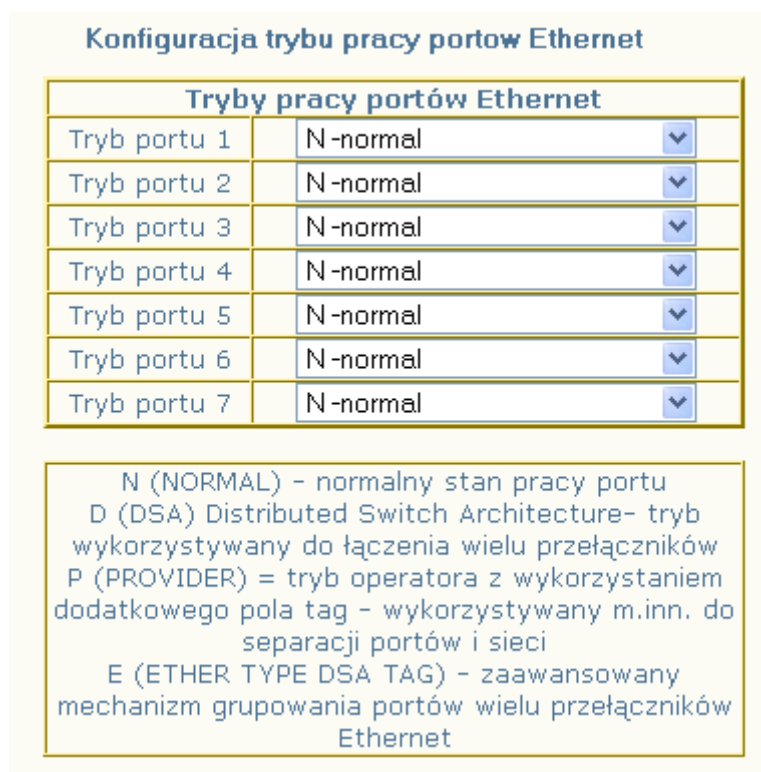 Konfiguracja trybu pracy portow Ethernet
Tryby pracy portów Ethernet
Tryb portu 1 N-normal
Tryb portu 2 N-normal
Tryb portu 3 N-normal
Tryb portu 4 N-normal
Tryb portu 5 N-normal
Tryb portu 6 N-normal
Tryb portu 7 N-normal
N (NORMAL) – normalny stan pracy portu
D (DSA) Distributed Switch Architecture– tryb
wykorzystywany do łączenia wielu przełączników
P (PROVIDER) = tryb operatora z wykorzystaniem
dodatkowego pola tag – wykorzystywany m.inn. do
separacji portów i sieci
E (ETHER TYPE DSA TAG) – zaawansowany
mechanizm grupowania portów wielu przełączników
Ethernet